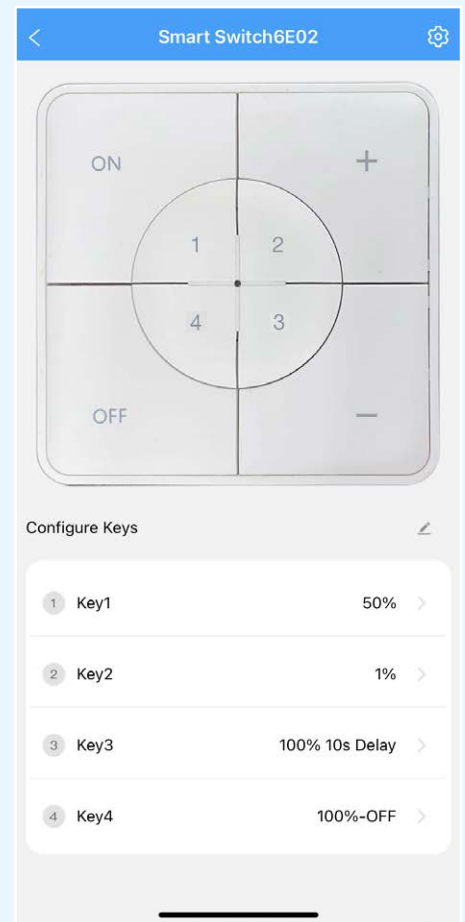 Smart Switch6E02
ON +
1 2
4 3
OFF −
Configure Keys
1 Key1 50%
2 Key2 1%
3 Key3 100% 10s Delay
4 Key4 100%-OFF